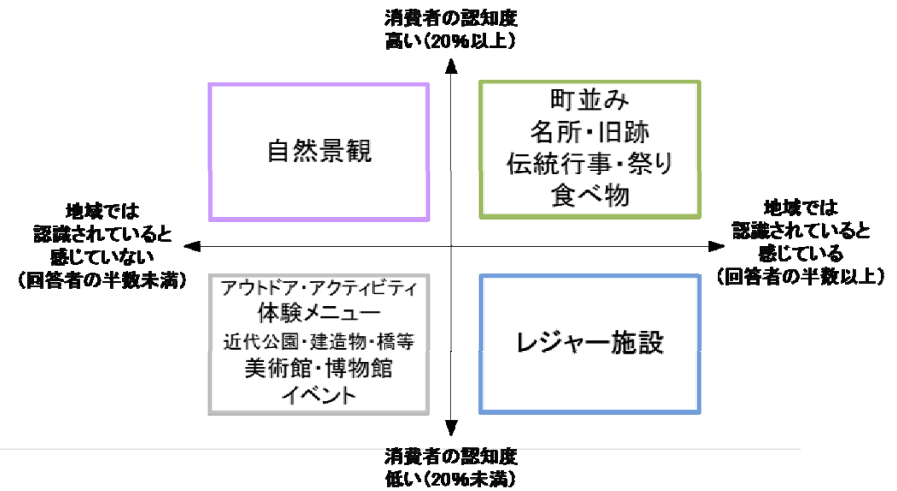 消費者の認知度
高い(20%以上)
自然景観
町並み
名所・旧跡
伝統行事・祭り
食べ物
地域では
認識されていると
感じていない
(回答者の半数未満)
地域では
認識されていると
感じている
(回答者の半数以上)
アウトドア・アクティビティ
体験メニュー
近代公園・建造物・橋等
美術館・博物館
イベント
レジャー施設
消費者の認知度
低い(20%未満)